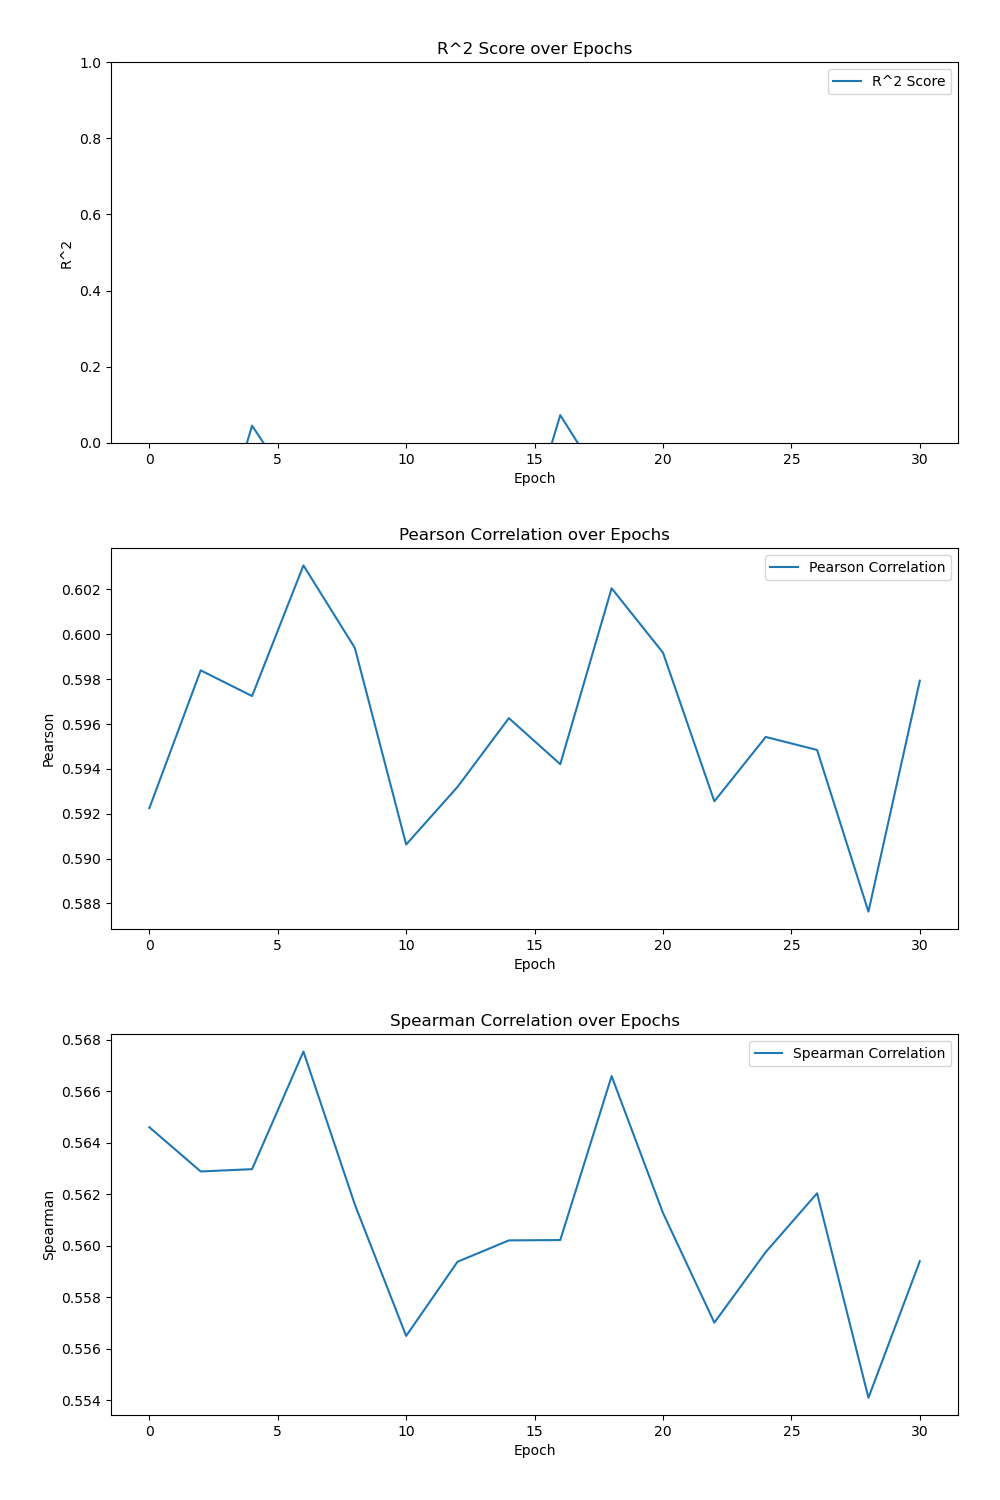 R^2 Score over Epochs
R^2 Score
1.0
0.8
0.6
0.4
0.2
0.0
R^2
0 5 10 15 20 25 30
Epoch
Pearson Correlation over Epochs
Pearson Correlation
0.602
0.600
0.598
0.596
0.594
0.592
0.590
0.588
Pearson
0 5 10 15 20 25 30
Epoch
Spearman Correlation over Epochs
Spearman Correlation
0.568
0.566
0.564
0.562
0.560
0.558
0.556
0.554
Spearman
0 5 10 15 20 25 30
Epoch